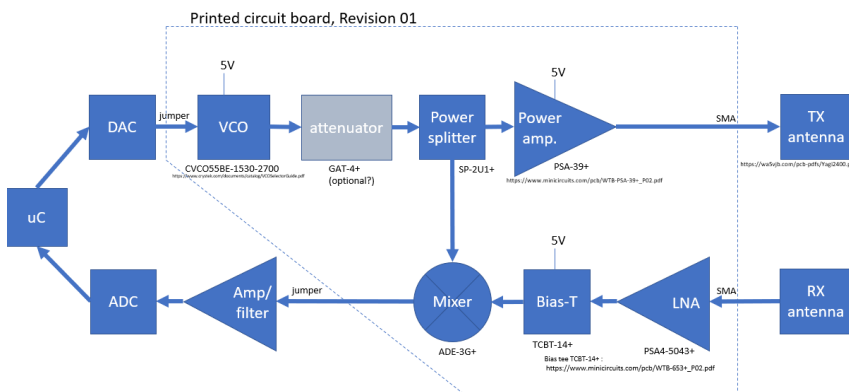 Printed circuit board, Revision 01
5V
5V
jumper
SMA
DAC
VCO
attenuator
Power
splitter
Power
amp.
TX
antenna
CVCO55BE-1530-2700
GAT-4+
(optional?)
SP-2U1+
PSA-39+
https://www.minicircuits.com/pcb/WTB-PSA-39+_P02.pdf
uC
5V
jumper
SMA
ADC
Amp/
filter
Mixer
Bias-T
LNA
RX
antenna
ADE-3G+
TCBT-14+
PSA4-5043+
Bias tee TCBT-14+ :
https://www.minicircuits.com/pcb/WTB-653+_P02.pdf